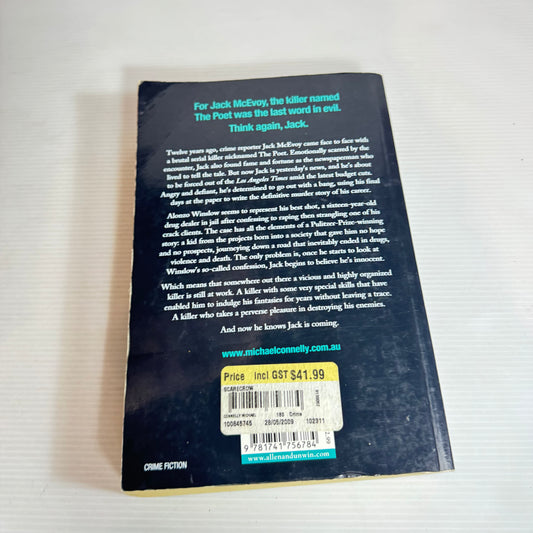 For Jack McEvoy, the killer named
The Poet was the last word in evil.
Think again, Jack.
Twelve years ago, crime reporter Jack McEvoy came face to face with
a brutal serial killer nicknamed The Poet. Emotionally scarred by the
encounter, Jack also found fame and fortune as the newspaperman who
lived to tell the tale. But now Jack is yesterday's news, and he's about
to be forced out of the Los Angeles Times amid the latest budget cuts.
Angry and defiant, he's determined to go out with a bang, using his final
days at the paper to write the definitive murder story of his career.
Alonzo Winslow seems to represent his best shot, a sixteen-year-old
drug dealer in jail after confessing to raping then strangling one of his
crack clients. The case has all the elements of a Pulitzer-Prize-winning
story: a kid from the projects born into a society that gave him no hope
and no prospects, journeying down a road that inevitably ended in drugs,
violence and death. The only problem is, once he starts to look at
Winslow's so-called confession, Jack begins to believe he's innocent.
Which means that somewhere out there a vicious and highly organized
killer is still at work. A killer with some very special skills that have
enabled him to indulge his fantasies for years without leaving a trace.
A killer who takes a perverse pleasure in destroying his enemies.
And now he knows Jack is coming.
www.michaelconnelly.com.au
Price incl GST $41.99
SCARECROW
CONNELLY MICHAEL 193 Crime
100848745 28/05/2009 102311
9 781741 756784
www.allenandunwin.com
CRIME FICTION